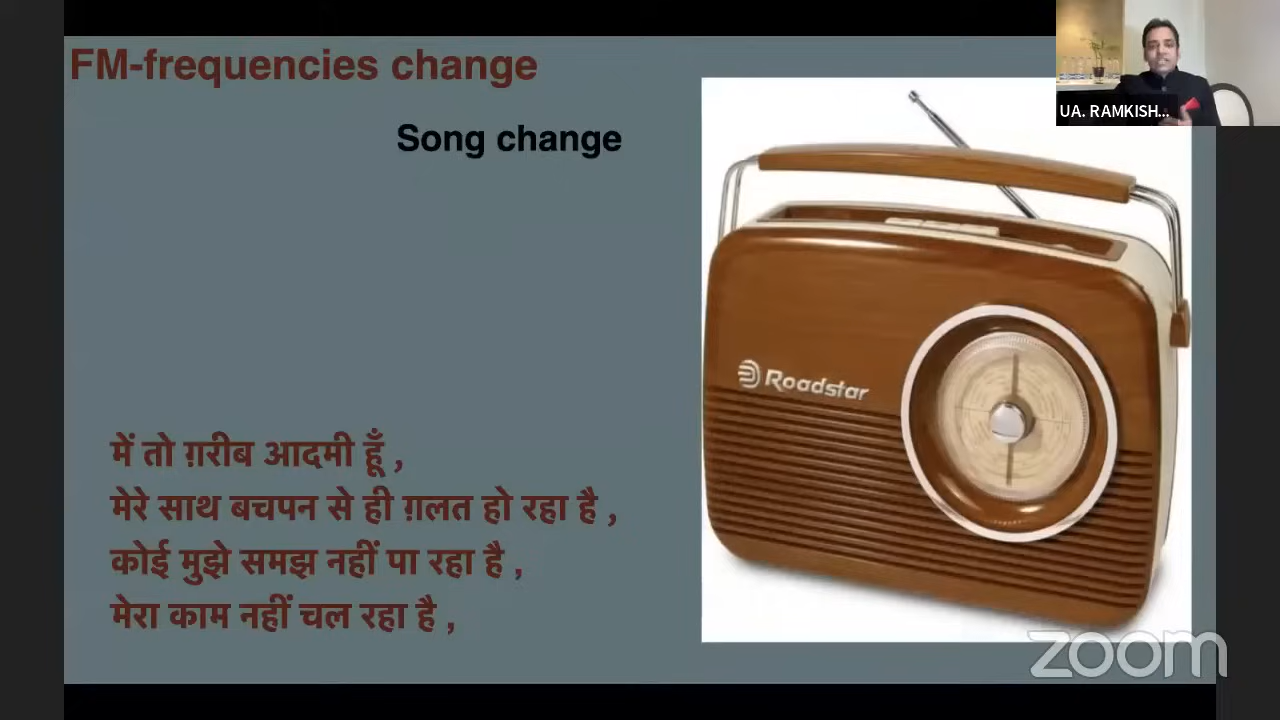 FM-frequencies change
Song change
UA. RAMKISH...
Roadstar
में तो ग़रीब आदमी हूँ ,
मेरे साथ बचपन से ही ग़लत हो रहा है ,
कोई मुझे समझ नहीं पा रहा है ,
मेरा काम नहीं चल रहा है ,
zoom